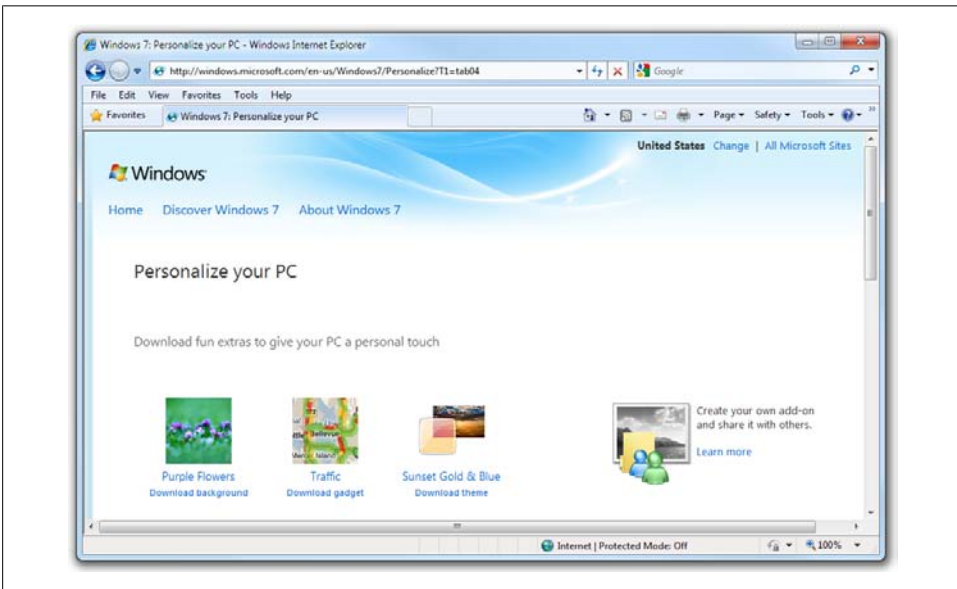 Windows 7: Personalize your PC - Windows Internet Explorer
http://windows.microsoft.com/en-us/Windows7/Personalize?T1=tab04
Google
File Edit View Favorites Tools Help
Favorites Windows 7: Personalize your PC Page Safety Tools
United States Change | All Microsoft Sites
Windows
Home Discover Windows 7 About Windows 7
Personalize your PC
Download fun extras to give your PC a personal touch
Create your own add-on
and share it with others.
Learn more
Bellevue
Mercer Island
Purple Flowers Traffic Sunset Gold & Blue
Download background Download gadget Download theme
Internet | Protected Mode: Off 100%